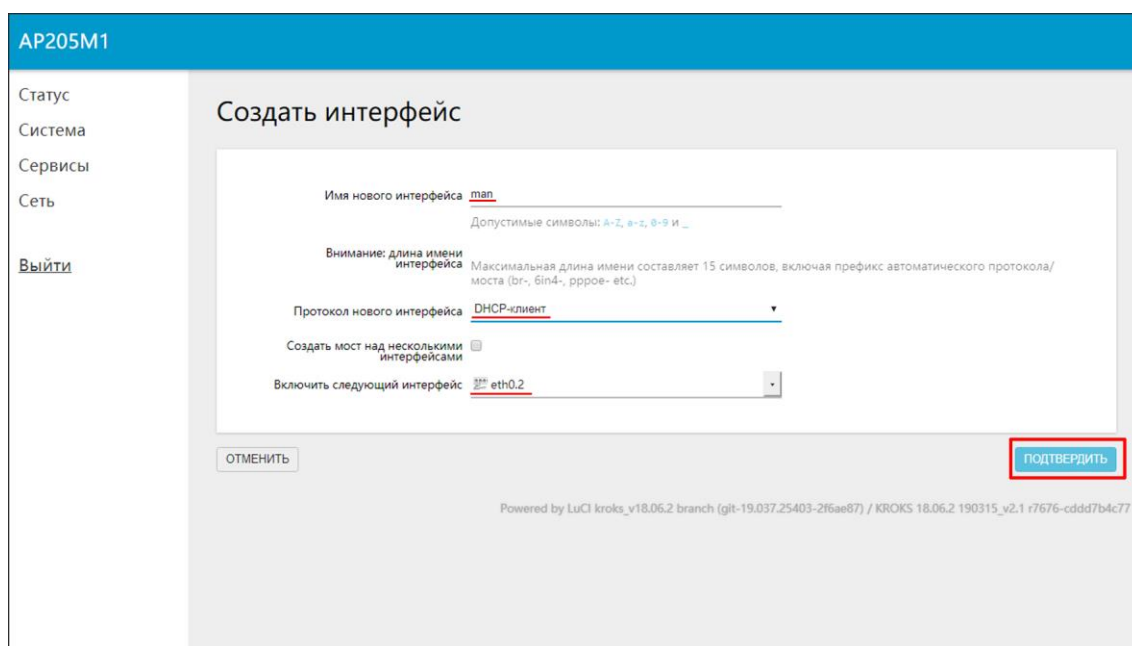 AP205M1
Статус
Система
Сервисы
Сеть
Выйти
Создать интерфейс
Имя нового интерфейса man
Допустимые символы: A-Z, a-z, 0-9 и _
Внимание: длина имени
интерфейса Максимальная длина имени составляет 15 символов, включая префикс автоматического протокола/
моста (br-, 6in4-, pppoe- etc.)
Протокол нового интерфейса DHCP-клиент
Создать мост над несколькими
интерфейсами
Включить следующий интерфейс eth0.2
ОТМЕНИТЬ
ПОДТВЕРДИТЬ
Powered by LuCI kroks_v18.06.2 branch (git-19.037.25403-2f6ae87) / KROKS 18.06.2 190315_v2.1 r7676-cddd7b4c77